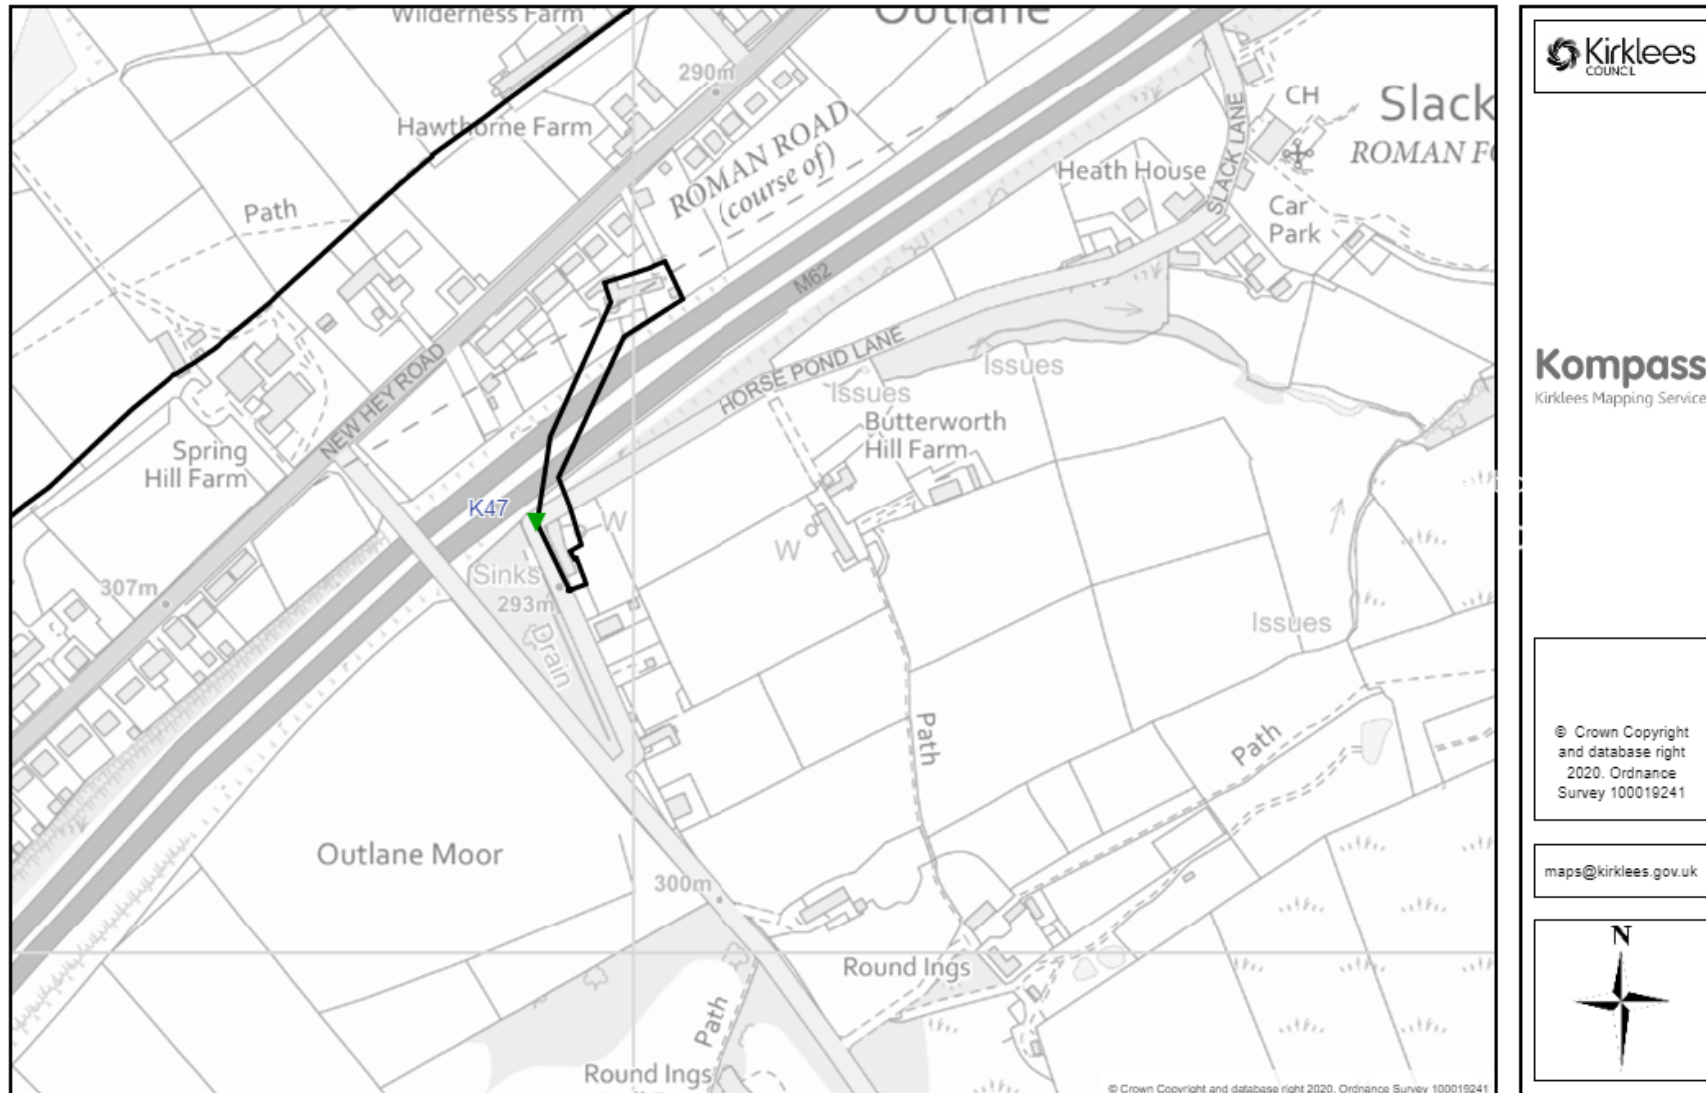 Wilderness Farm
Outlane
290m
Hawthorne Farm
ROMAN ROAD
(course of)
CH
Slack
ROMAN
Heath House
SLACK LANE
Car
Park
Path
M62
HORSE POND LANE
Issues
Issues
NEW HEY ROAD
Butterworth
Hill Farm
Spring
Hill Farm
K47
W
W
Sinks
293m
307m
Drain
Issues
Path
Path
Outlane Moor
300m
Round Ings
Path
Round Ings
© Crown Copyright and database right 2020. Ordnance Survey 100019241
Kirklees
COUNCIL
Kompass
Kirklees Mapping Service
© Crown Copyright
and database right
2020. Ordnance
Survey 100019241
maps@kirklees.gov.uk
N